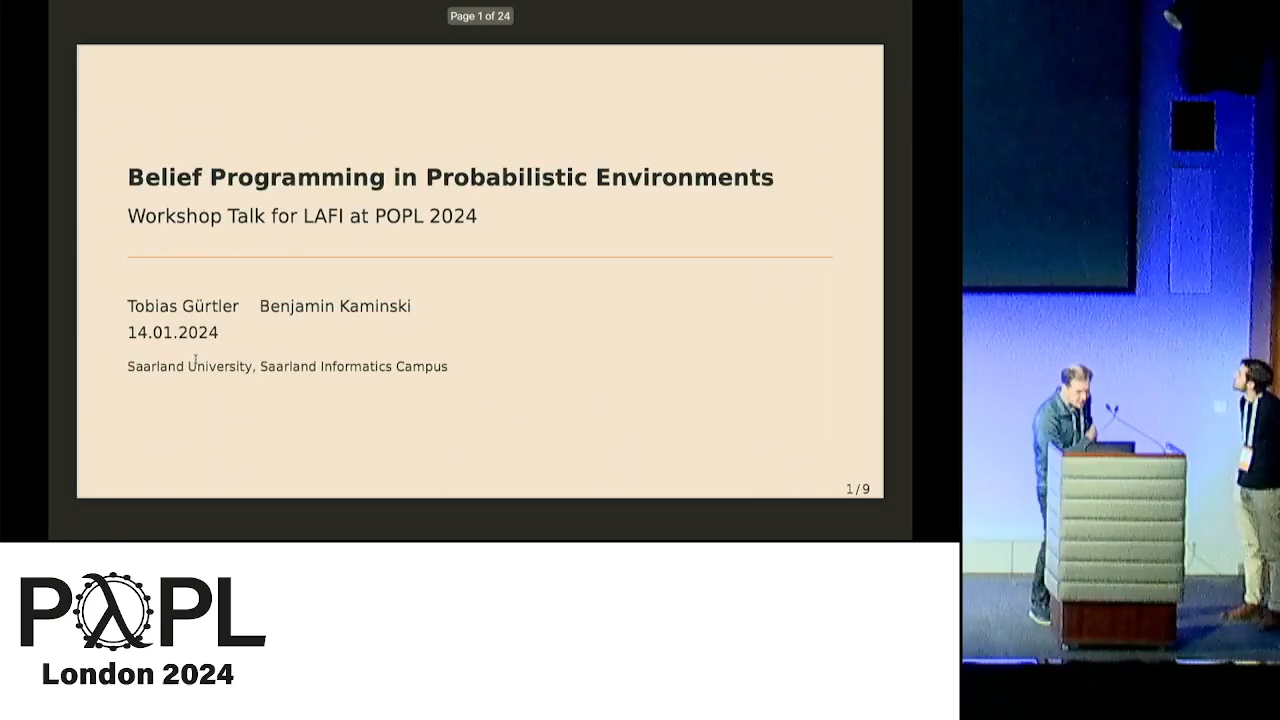 Page 1 of 24
Belief Programming in Probabilistic Environments
Workshop Talk for LAFI at POPL 2024
Tobias Gürtler Benjamin Kaminski
14.01.2024
Saarland University, Saarland Informatics Campus
1/9
PλPL
London 2024